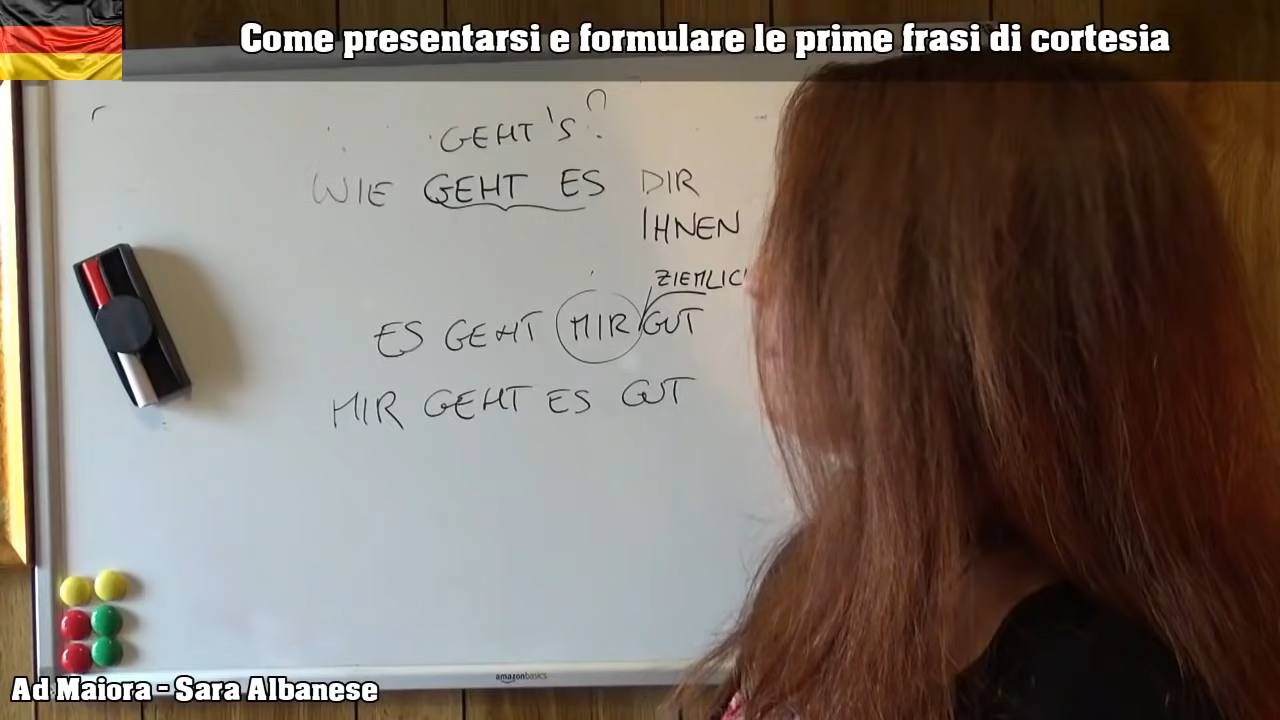 Come presentarsi e formulare le prime frasi di cortesia
GEHT'S?
WIE GEHT ES DIR
IHNEN
ZIEMLIC
ES GEHT MIR GUT
MIR GEHT ES GUT
amazonbasics
Ad Maiora - Sara Albanese